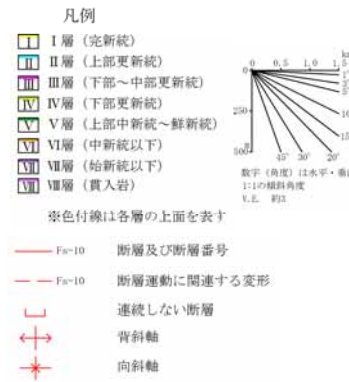 凡例
I I層（完新統）
II II層（上部更新統）
III III層（下部～中部更新統）
IV IV層（下部更新統）
V V層（上部中新統～鮮新統）
VI VI層（中新統以下）
VII VII層（始新統以下）
VIII VIII層（貫入岩）
※色付線は各層の上面を表す
Fs-10 断層及び断層番号
Fs-10 断層運動に関連する変形
連続しない断層
背斜軸
向斜軸
0 0.5 1.0 1.5
0
250
500
45° 30° 20°
数字（角度）は水平・垂
1:1の傾斜角度
V.E. 約3